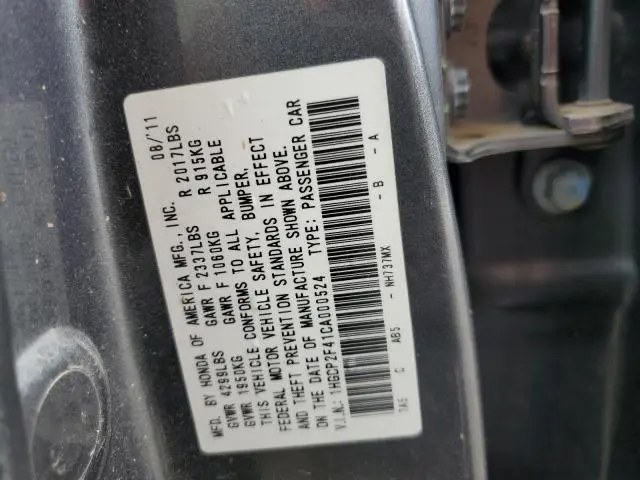 MFD. BY HONDA OF AMERICA MFG., INC. 08/'11
GVWR 4299LBS GAWR F 2337LBS R 2017LBS
GVWR 1950KG GAWR F 1060KG R 915KG
THIS VEHICLE CONFORMS TO ALL APPLICABLE
FEDERAL MOTOR VEHICLE SAFETY, BUMPER,
AND THEFT PREVENTION STANDARDS IN EFFECT
ON THE DATE OF MANUFACTURE SHOWN ABOVE.
V.I.N.: 1HGCP2F41CA000524 TYPE: PASSENGER CAR
TA5 C AB5 - NH737MX - B - A